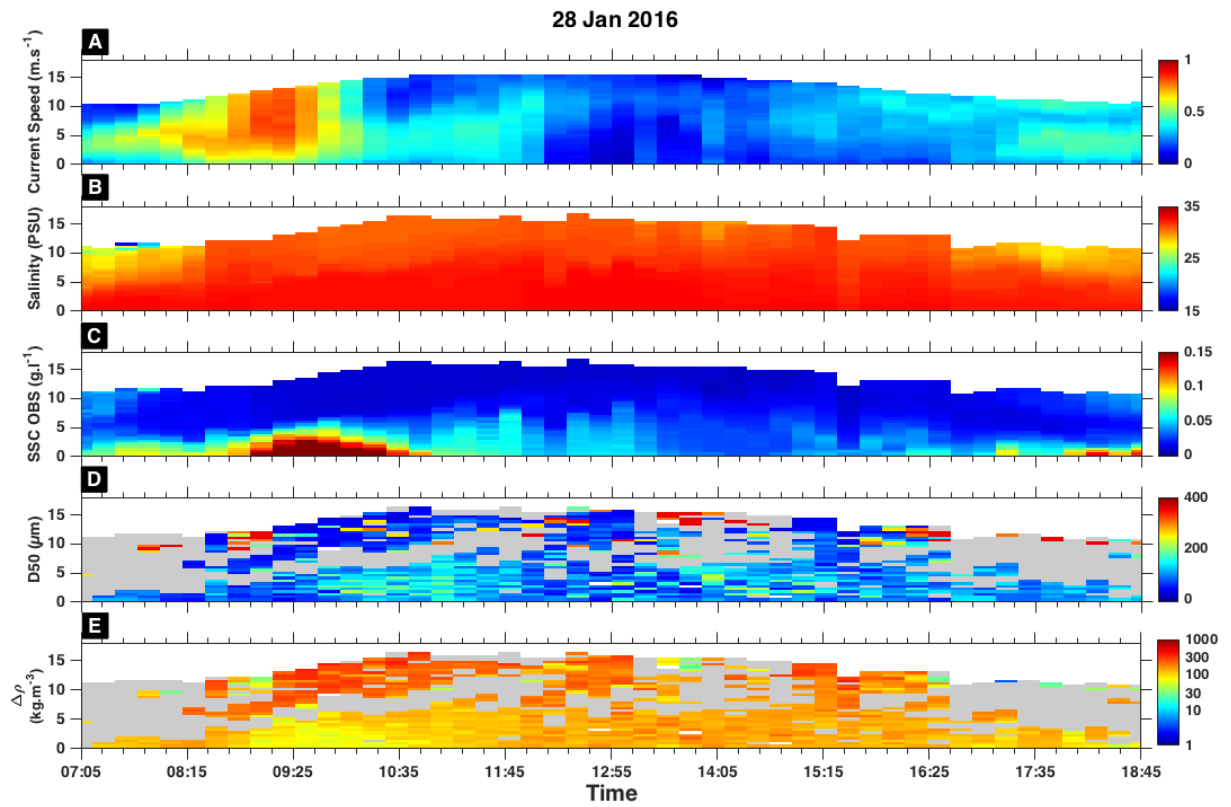 28 Jan 2016
A
Current Speed (m.s⁻¹)
15
10
5
0
1
0.5
0
B
Salinity (PSU)
15
10
5
0
35
25
15
C
SSC OBS (g.l⁻¹)
15
10
5
0
0.15
0.1
0.05
0
D
D50 (μm)
15
10
5
0
400
200
0
E
Δρ
(kg.m⁻³)
15
10
5
0
1000
300
100
30
10
1
07:05 08:15 09:25 10:35 11:45 12:55 14:05 15:15 16:25 17:35 18:45
Time